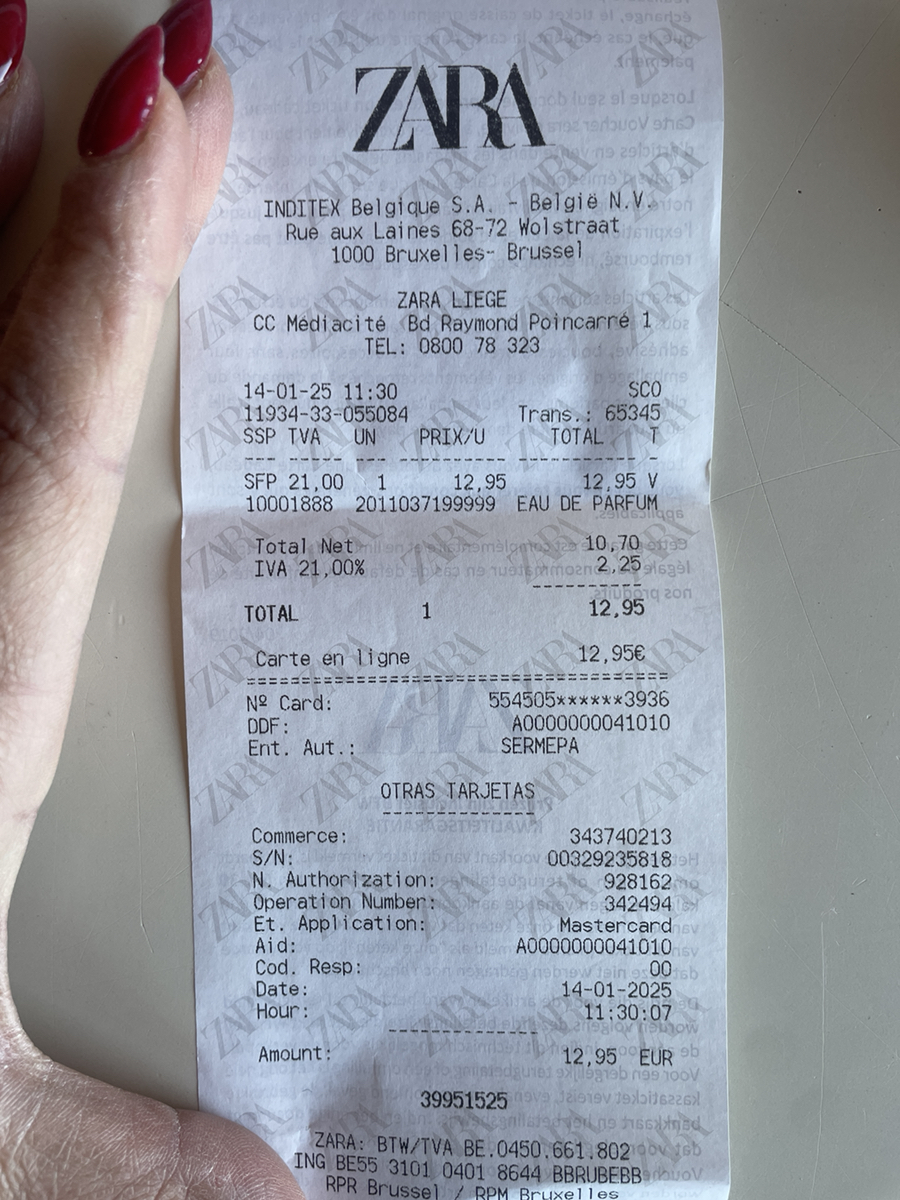 ZARA
INDITEX Belgique S.A. - België N.V.
Rue aux Laines 68-72 Wolstraat
1000 Bruxelles- Brussel
ZARA LIEGE
CC Médiacité Bd Raymond Poincarré 1
TEL: 0800 78 323
14-01-25 11:30 SCO
11934-33-055084 Trans.: 65345
SSP TVA UN PRIX/U TOTAL T
--- ----- --- -------- ----------- -
SFP 21,00 1 12,95 12,95 V
10001888 2011037199999 EAU DE PARFUM
Total Net 10,70
IVA 21,00% 2,25
----------
TOTAL 1 12,95
Carte en ligne 12,95€
======================================
Nº Card: 554505******3936
DDF: A0000000041010
Ent. Aut.: SERMEPA
OTRAS TARJETAS
--------------
Commerce: 343740213
S/N: 00329235818
N. Authorization: 928162
Operation Number: 342494
Et. Application: Mastercard
Aid: A0000000041010
Cod. Resp: 00
Date: 14-01-2025
Hour: 11:30:07
--------------
Amount: 12,95 EUR
39951525
ZARA: BTW/TVA BE.0450.661.802
ING BE55 3101 0401 8644 BBRUBEBB
RPR Brussel / RPM Bruxelles